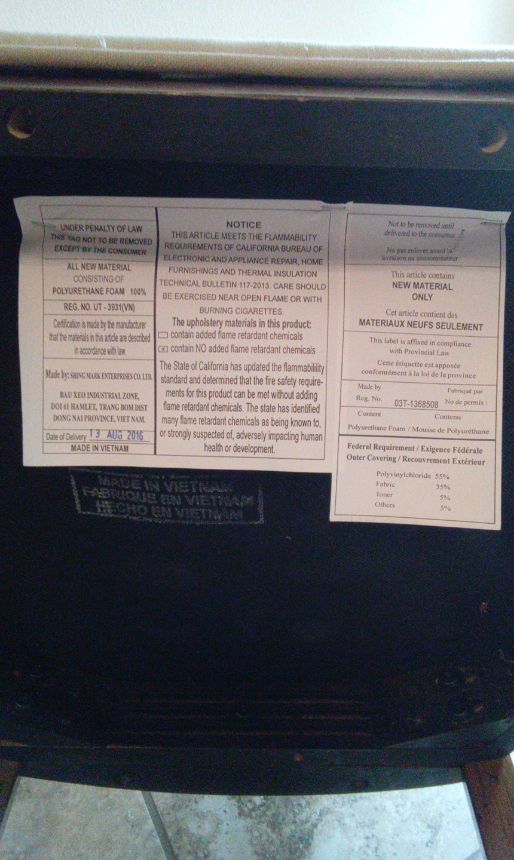 UNDER PENALTY OF LAW
THIS TAG NOT TO BE REMOVED
EXCEPT BY THE CONSUMER
ALL NEW MATERIAL
CONSISTING OF
POLYURETHANE FOAM 100%
REG. NO. UT - 3931(VN)
Certification is made by the manufacturer
that the materials in this article are described
in accordance with law.
Made by: SHING MARK ENTERPRISES CO. LTD.
BAU XEO INDUSTRIAL ZONE,
DOI 61 HAMLET, TRANG BOM DIST
DONG NAI PROVINCE, VIET NAM.
Date of Delivery 13 AUG 2016
MADE IN VIETNAM
NOTICE
THIS ARTICLE MEETS THE FLAMMABILITY
REQUIREMENTS OF CALIFORNIA BUREAU OF
ELECTRONIC AND APPLIANCE REPAIR, HOME
FURNISHINGS AND THERMAL INSULATION
TECHNICAL BULLETIN 117-2013. CARE SHOULD
BE EXERCISED NEAR OPEN FLAME OR WITH
BURNING CIGARETTES.
The upholstery materials in this product:
contain added flame retardant chemicals
contain NO added flame retardant chemicals
The State of California has updated the flammability
standard and determined that the fire safety require-
ments for this product can be met without adding
flame retardant chemicals. The state has identified
many flame retardant chemicals as being known to,
or strongly suspected of, adversely impacting human
health or development.
Not to be removed until
delivered to the consumer
Ne pas enlever avant la
livraison au consommateur
This article contains
NEW MATERIAL
ONLY
Cet article contient des
MATERIAUX NEUFS SEULEMENT
This label is affixed in compliance
with Provincial Law
Cette étiquette est apposée
conformément à la loi de la province
Made by Fabriqué par
Reg. No. 037-1368508 No de permis :
Content Contenu
Polyurethane Foam / Mousse de Polyurethane
Federal Requirement / Exigence Fédérale
Outer Covering / Recouvrement Extérieur
Polyvinylchloride 55%
Fabric 35%
Toner 5%
Others 5%
MADE IN VIETNAM
FABRIQUE EN VIETNAM
HECHO EN VIETNAM